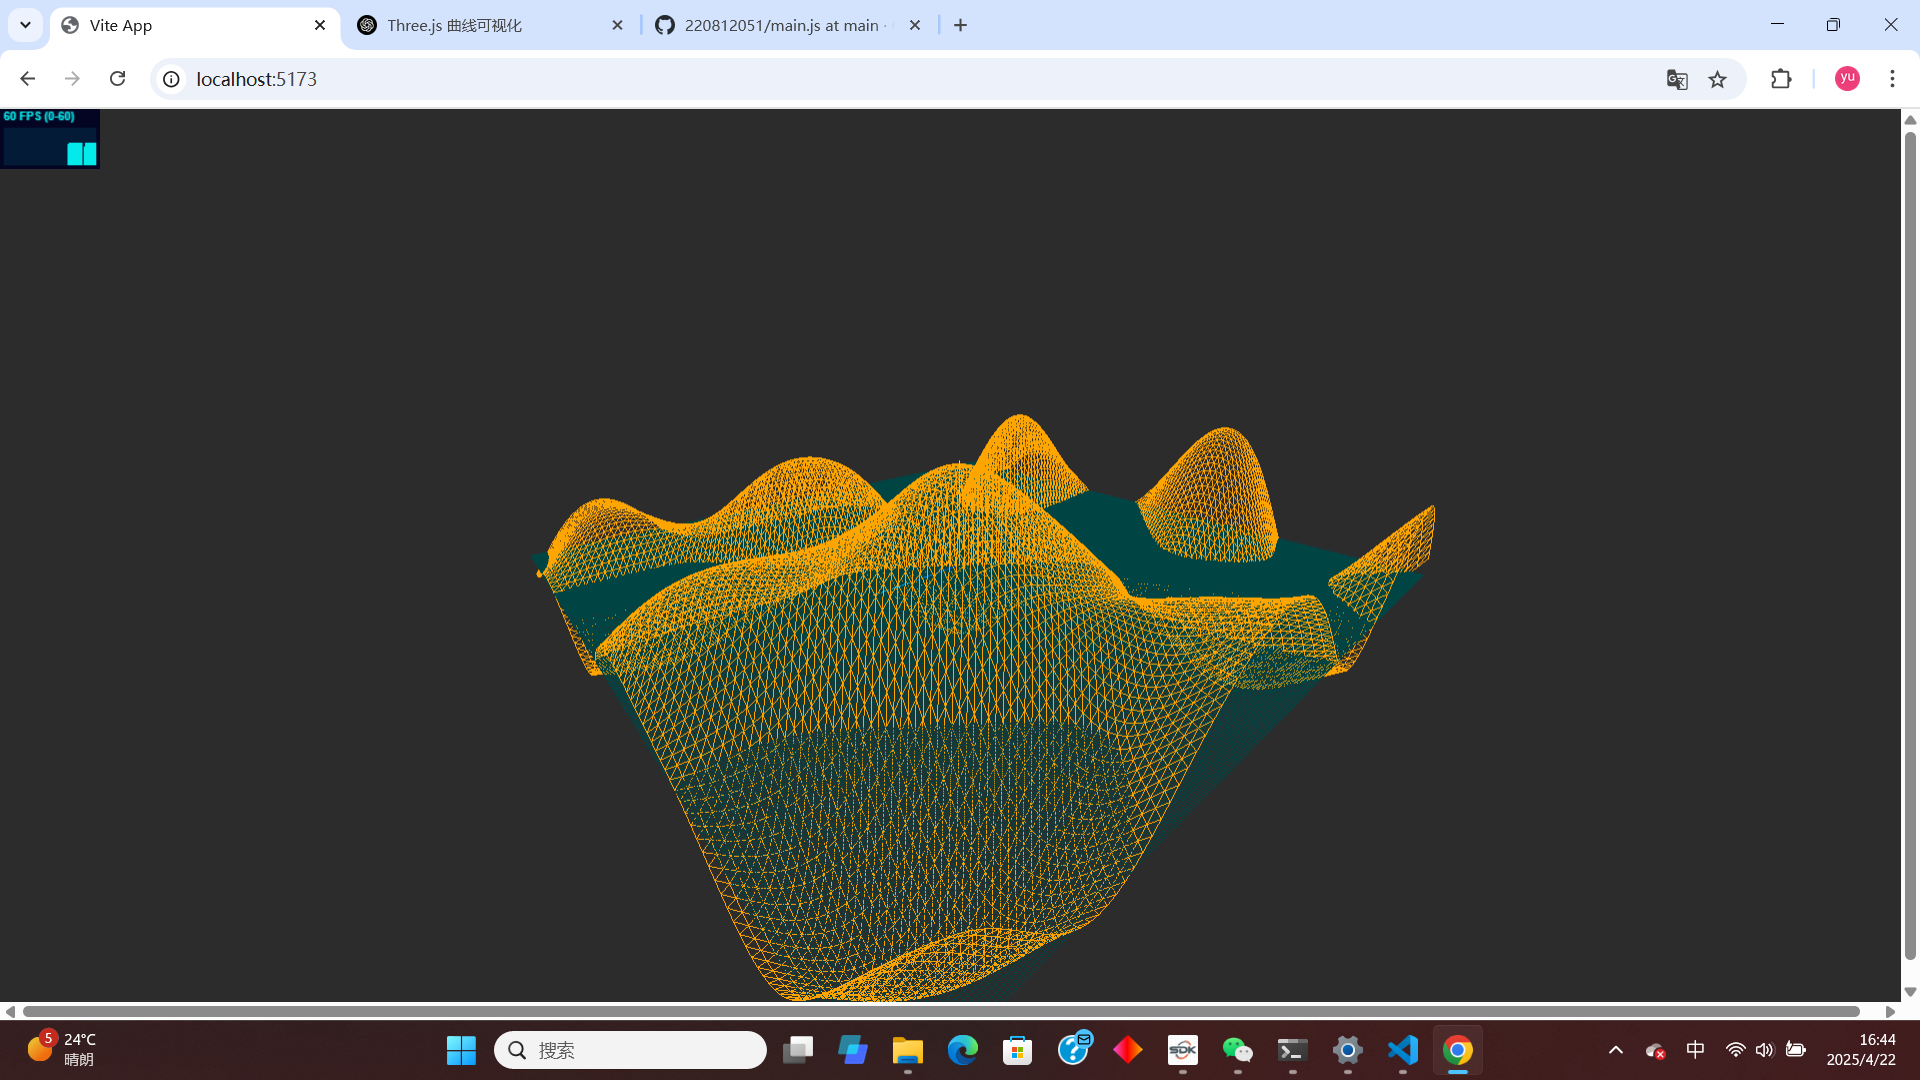 Vite App
Three.js 曲线可视化
220812051/main.js at main ·
localhost:5173
yu
60 FPS (0-60)
5
24°C
晴朗
搜索
SDK
中
16:44
2025/4/22